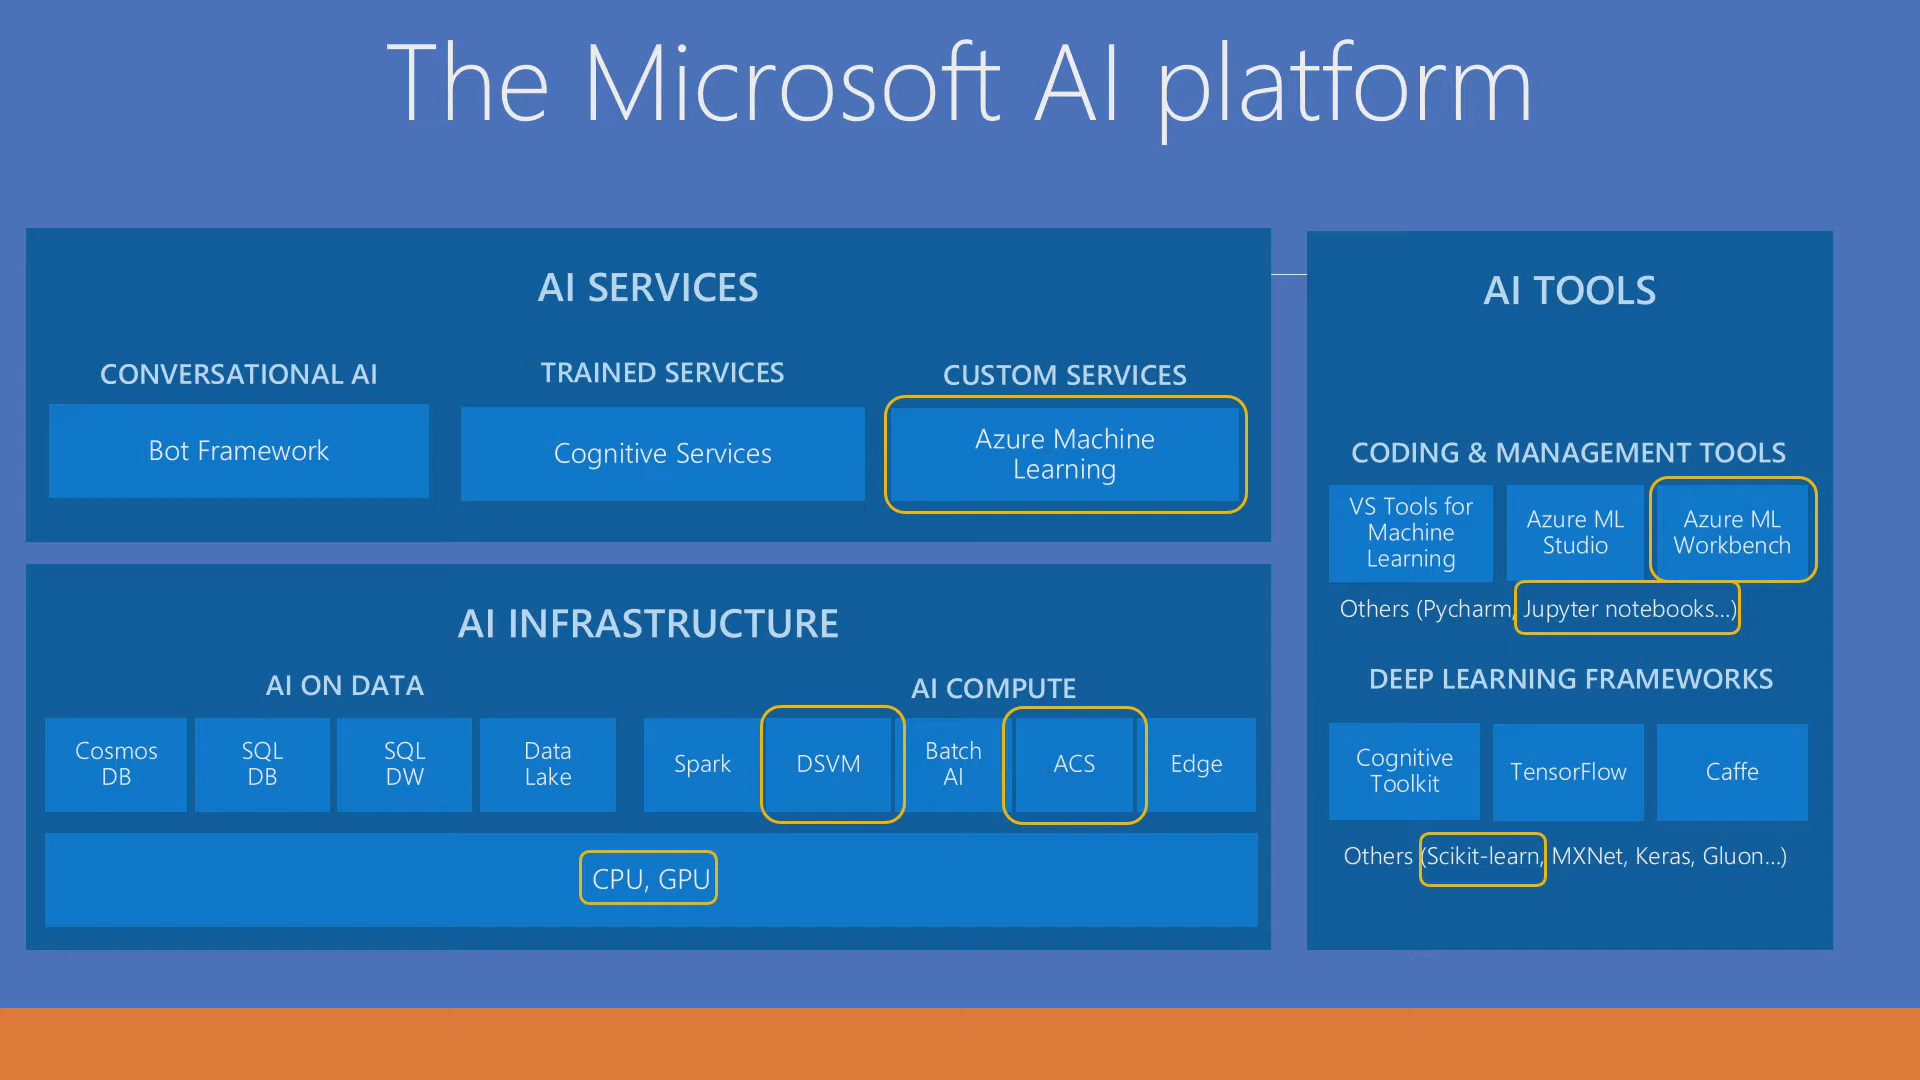 The Microsoft AI platform
AI SERVICES
CONVERSATIONAL AI
Bot Framework
TRAINED SERVICES
Cognitive Services
CUSTOM SERVICES
Azure Machine
Learning
AI INFRASTRUCTURE
AI ON DATA
Cosmos
DB
SQL
DB
SQL
DW
Data
Lake
AI COMPUTE
Spark
DSVM
Batch
AI
ACS
Edge
CPU, GPU
AI TOOLS
CODING & MANAGEMENT TOOLS
VS Tools for
Machine
Learning
Azure ML
Studio
Azure ML
Workbench
Others (Pycharm, Jupyter notebooks...)
DEEP LEARNING FRAMEWORKS
Cognitive
Toolkit
TensorFlow
Caffe
Others (Scikit-learn, MXNet, Keras, Gluon...)